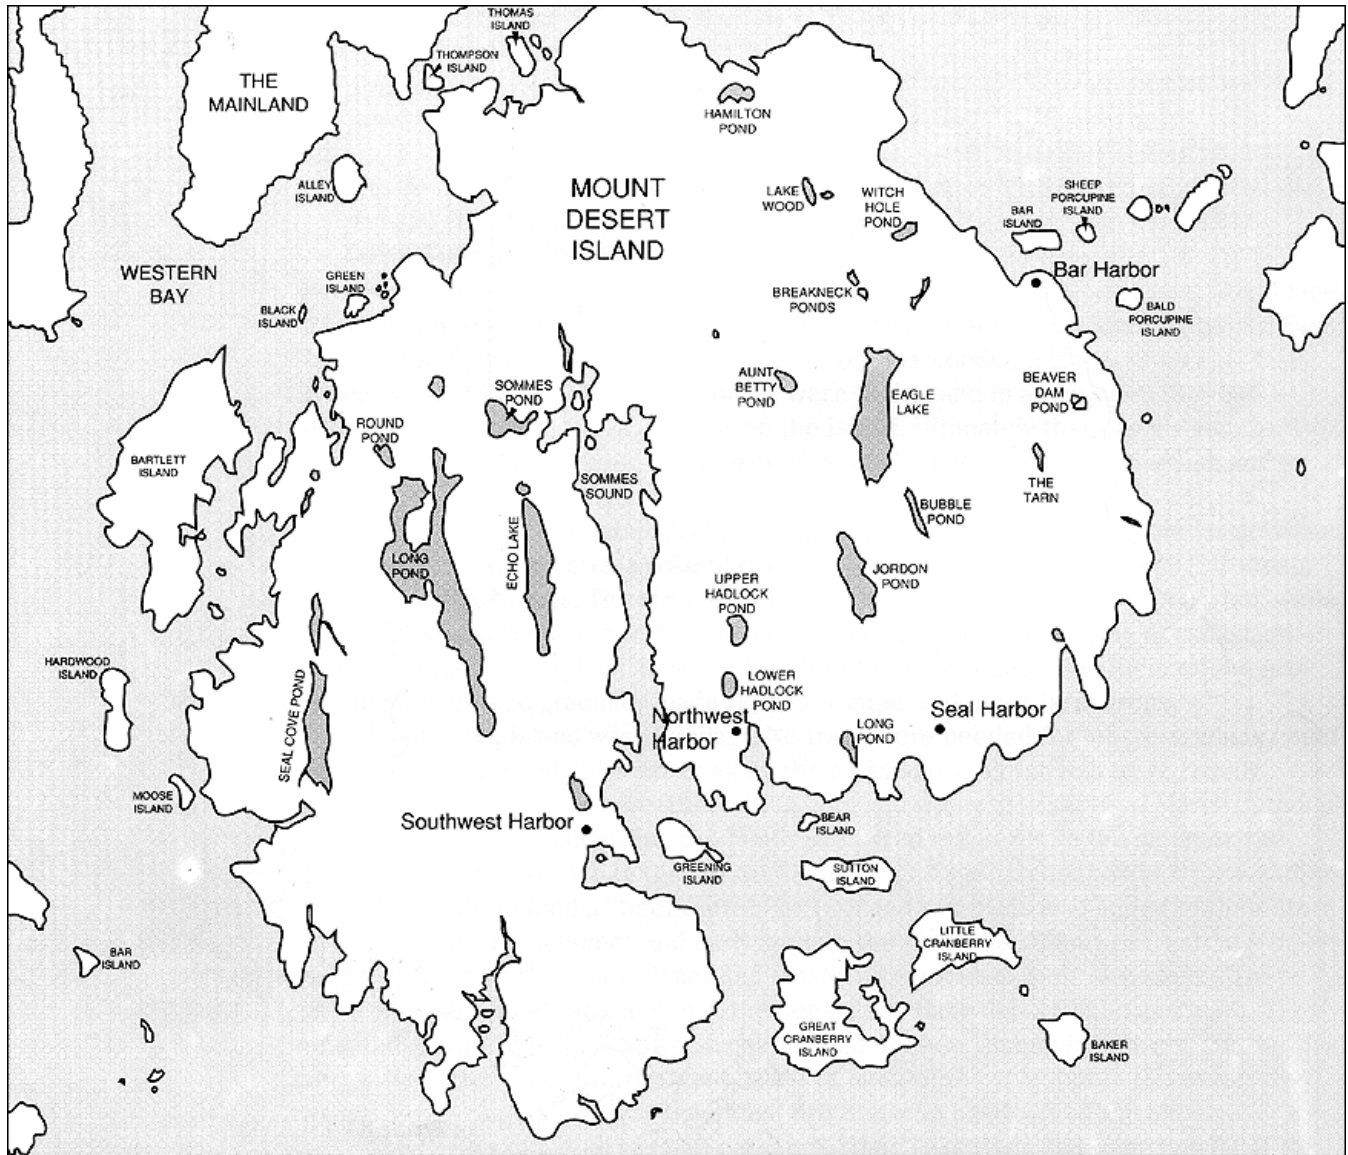 THOMAS
ISLAND
THOMPSON
ISLAND
THE
MAINLAND
HAMILTON
POND
ALLEY
ISLAND
MOUNT
DESERT
ISLAND
LAKE
WOOD
WITCH
HOLE
POND
SHEEP
PORCUPINE
ISLAND
BAR
ISLAND
Bar Harbor
WESTERN
BAY
GREEN
ISLAND
BLACK
ISLAND
BREAKNECK
PONDS
BALD
PORCUPINE
ISLAND
SOMMES
POND
AUNT
BETTY
POND
EAGLE
LAKE
BEAVER
DAM
POND
ROUND
POND
BARTLETT
ISLAND
SOMMES
SOUND
THE
TARN
BUBBLE
POND
LONG
POND
ECHO LAKE
JORDON
POND
UPPER
HADLOCK
POND
HARDWOOD
ISLAND
SEAL COVE POND
LOWER
HADLOCK
POND
Northwest
Harbor
LONG
POND
Seal Harbor
MOOSE
ISLAND
Southwest Harbor
BEAR
ISLAND
GREENING
ISLAND
SUTTON
ISLAND
BAR
ISLAND
LITTLE
CRANBERRY
ISLAND
GREAT
CRANBERRY
ISLAND
BAKER
ISLAND